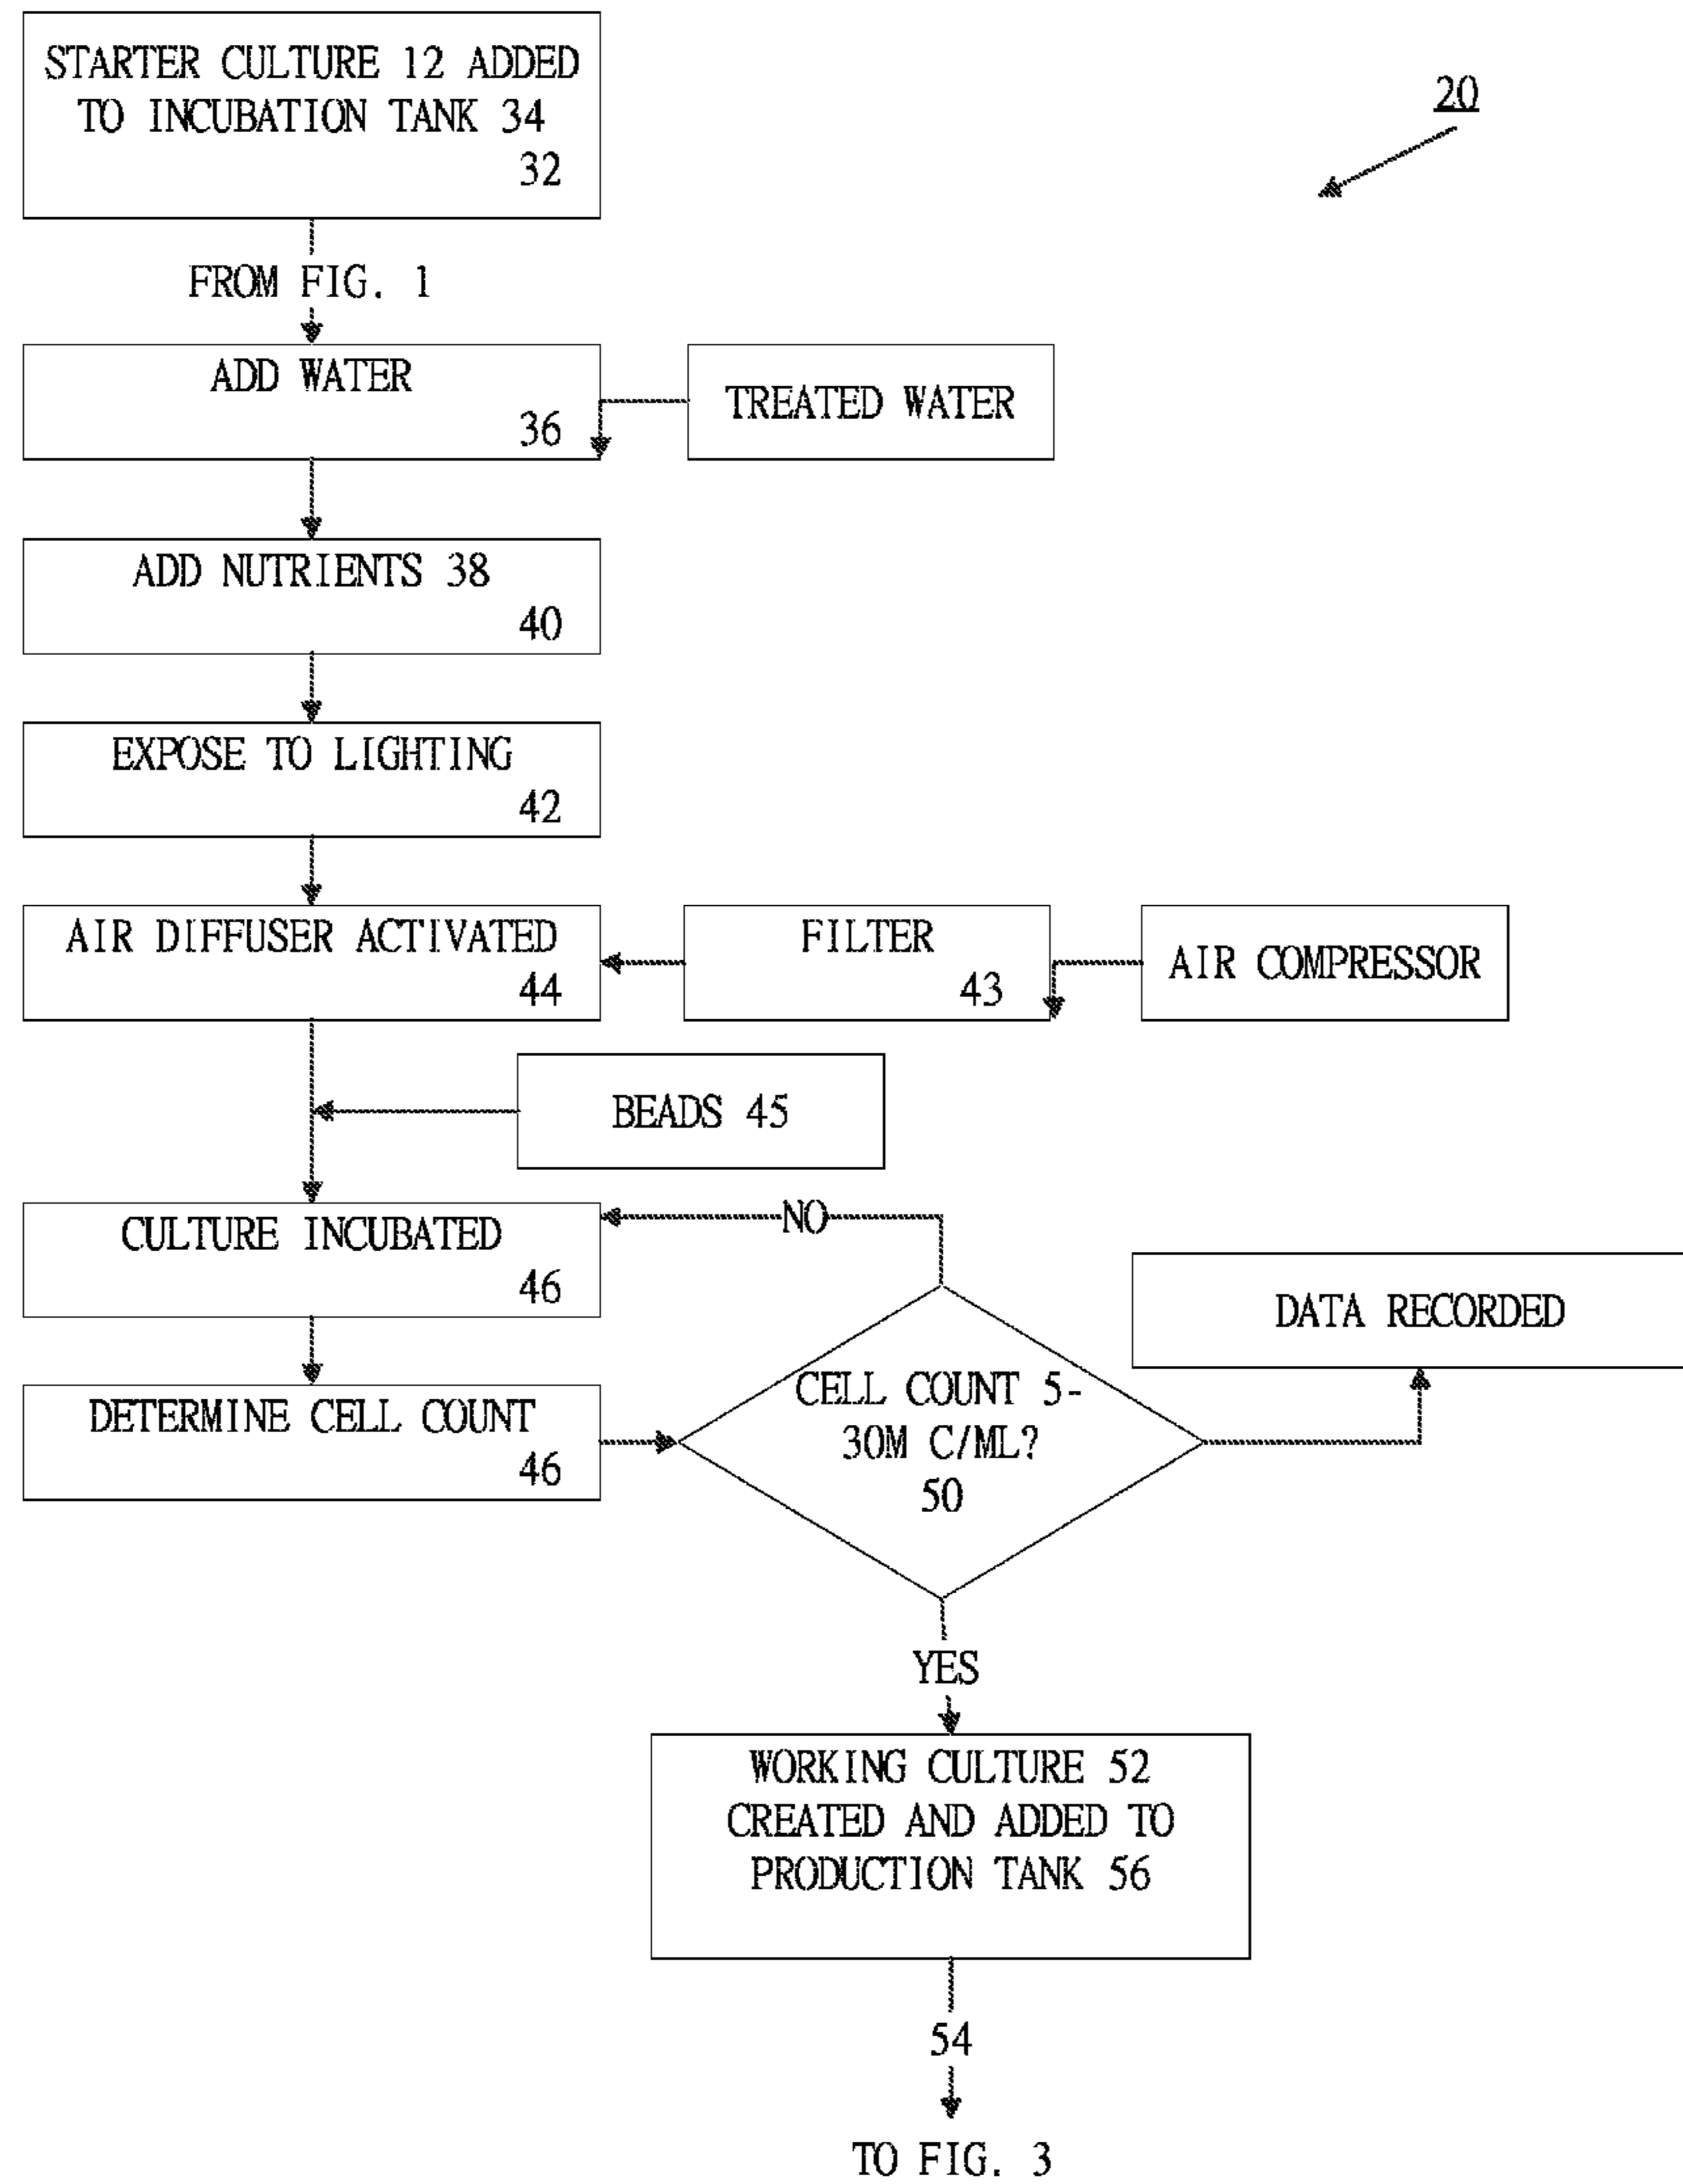 STARTER CULTURE 12 ADDED
TO INCUBATION TANK 34
32
20
FROM FIG. 1
ADD WATER
36
TREATED WATER
ADD NUTRIENTS 38
40
EXPOSE TO LIGHTING
42
AIR DIFFUSER ACTIVATED
44
FILTER
43
AIR COMPRESSOR
BEADS 45
CULTURE INCUBATED
46
NO
DATA RECORDED
DETERMINE CELL COUNT
46
CELL COUNT 5-
30M C/ML?
50
YES
WORKING CULTURE 52
CREATED AND ADDED TO
PRODUCTION TANK 56
54
TO FIG. 3